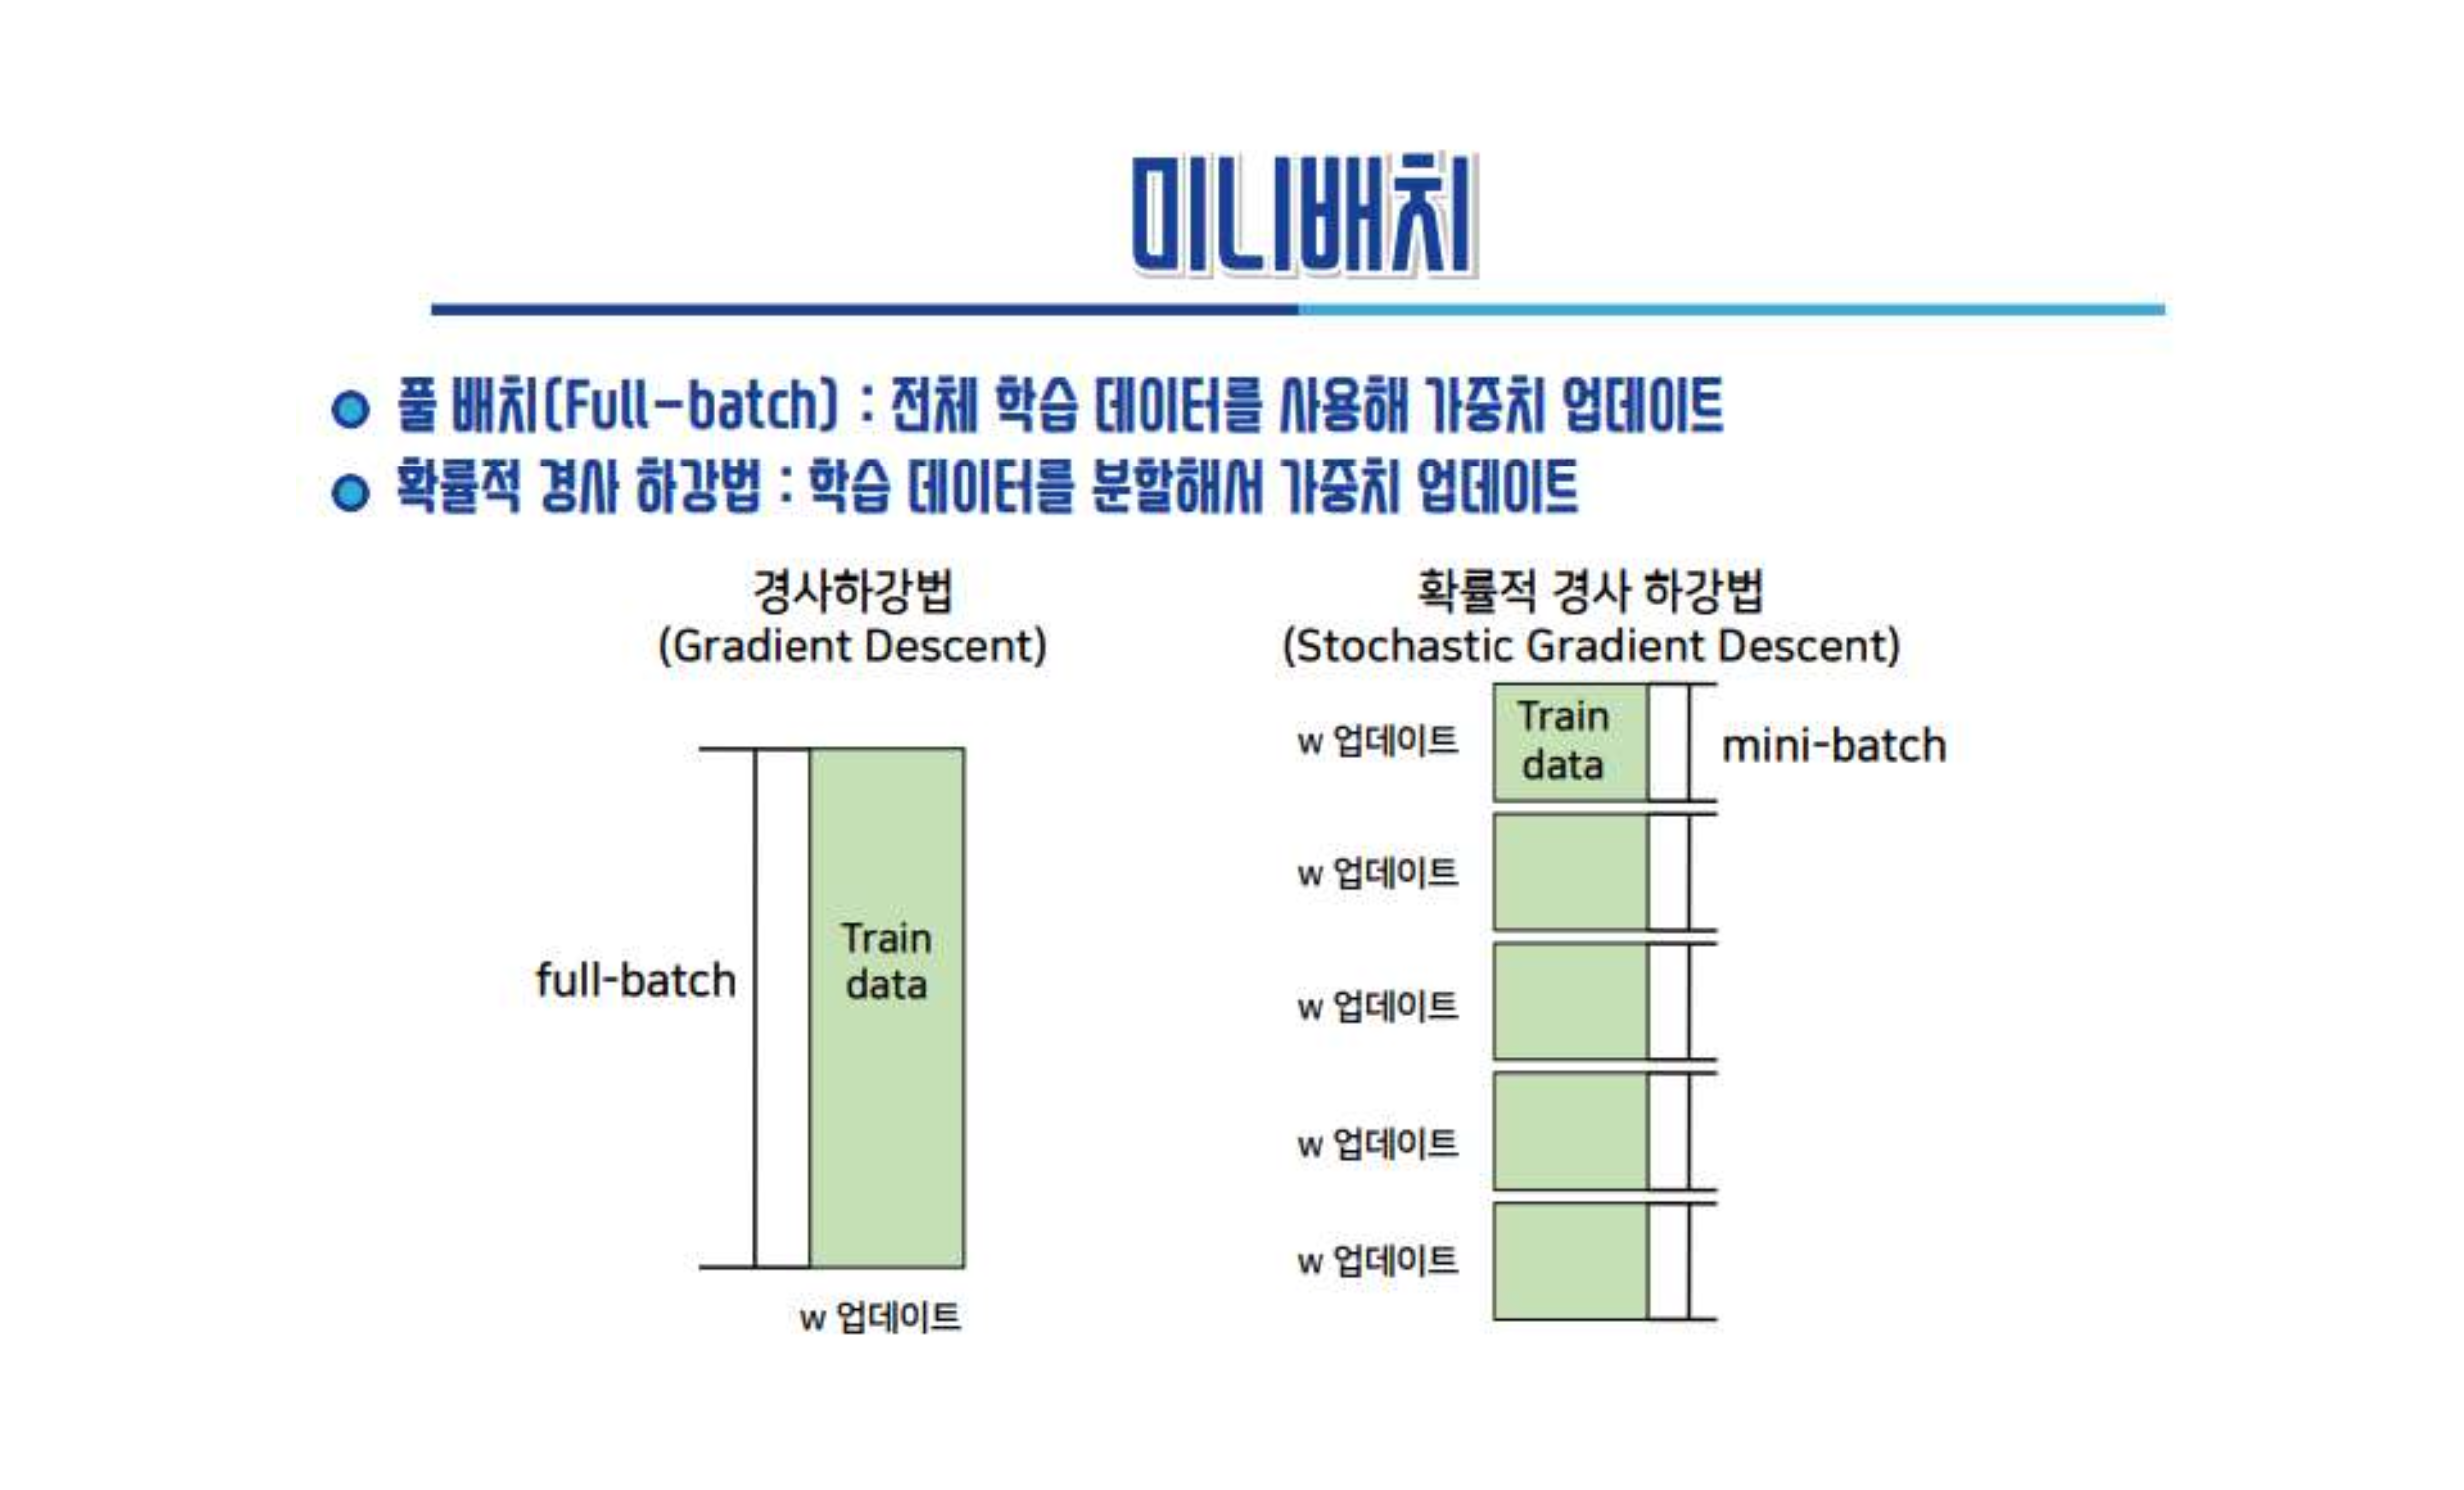 미니배치
풀 배치(Full-batch) : 전체 학습 데이터를 사용해 가중치 업데이트
확률적 경사 하강법 : 학습 데이터를 분할해서 가중치 업데이트
경사하강법
(Gradient Descent)
full-batch
Train
data
w 업데이트
확률적 경사 하강법
(Stochastic Gradient Descent)
w 업데이트
Train
data
mini-batch
w 업데이트
w 업데이트
w 업데이트
w 업데이트